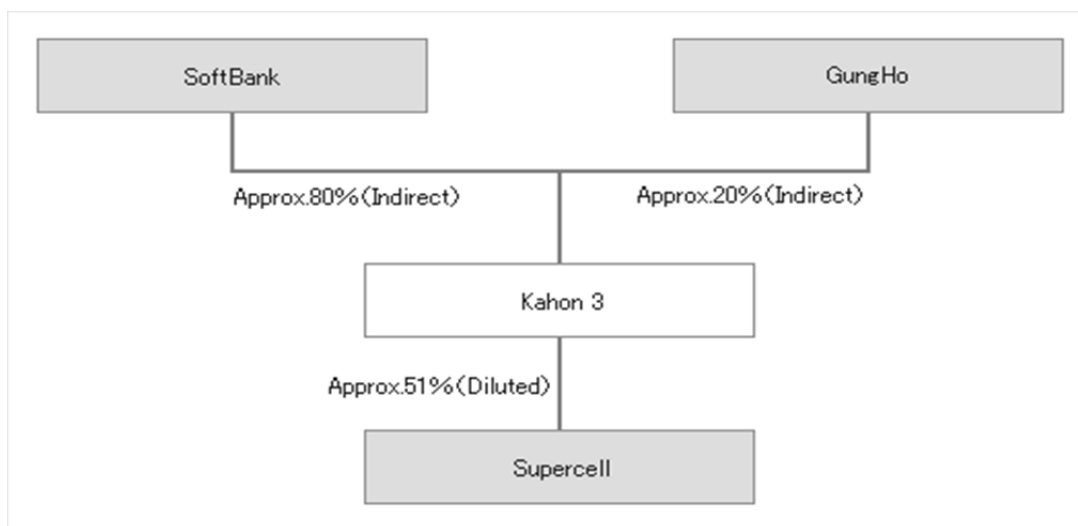 SoftBank
GungHo
Approx.80%(Indirect)
Approx.20%(Indirect)
Kahon 3
Approx.51%(Diluted)
Supercell